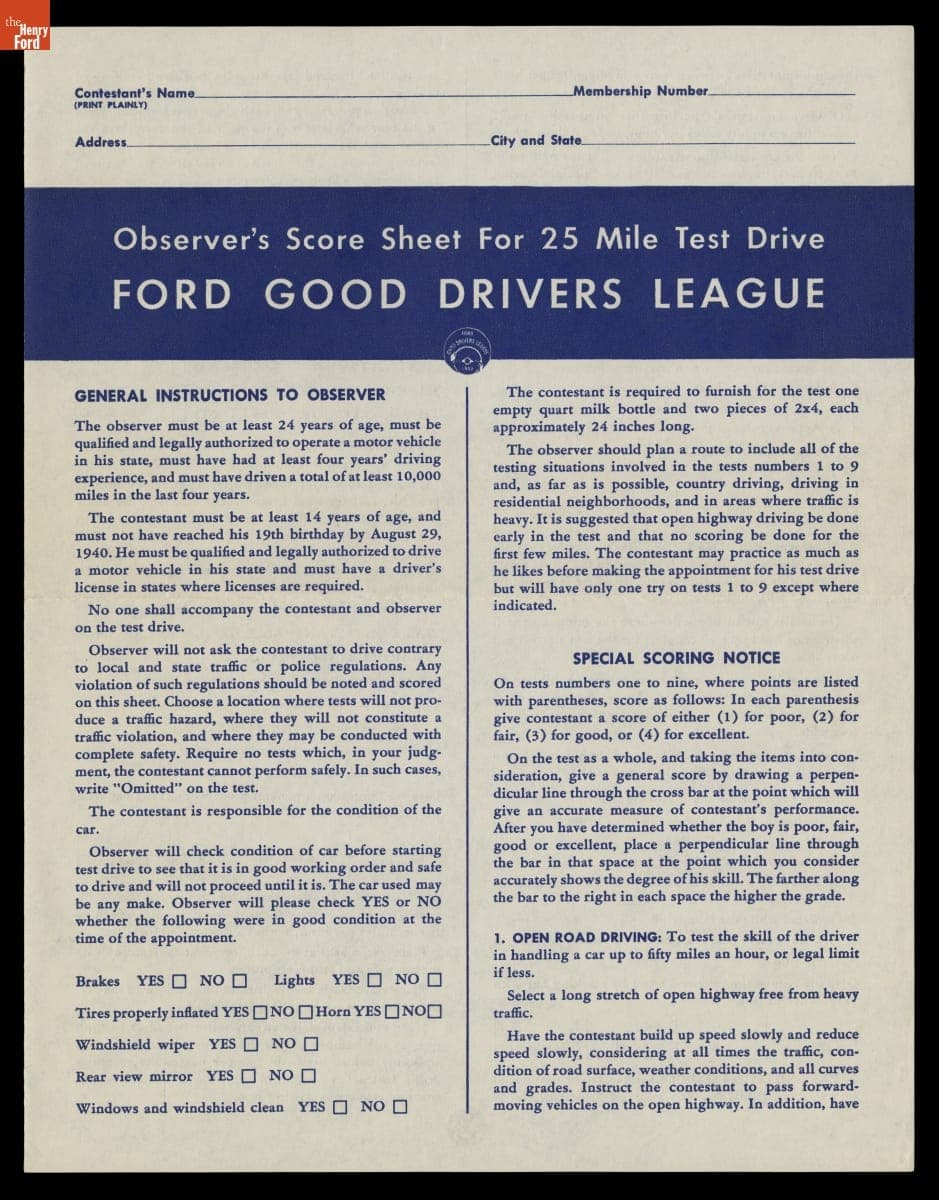 the
Henry
Ford
Contestant's Name Membership Number
(PRINT PLAINLY)
Address City and State
Observer's Score Sheet For 25 Mile Test Drive
FORD GOOD DRIVERS LEAGUE
FORD
GOOD DRIVERS LEAGUE
GENERAL INSTRUCTIONS TO OBSERVER
The observer must be at least 24 years of age, must be
qualified and legally authorized to operate a motor vehicle
in his state, must have had at least four years' driving
experience, and must have driven a total of at least 10,000
miles in the last four years.
The contestant must be at least 14 years of age, and
must not have reached his 19th birthday by August 29,
1940. He must be qualified and legally authorized to drive
a motor vehicle in his state and must have a driver's
license in states where licenses are required.
No one shall accompany the contestant and observer
on the test drive.
Observer will not ask the contestant to drive contrary
to local and state traffic or police regulations. Any
violation of such regulations should be noted and scored
on this sheet. Choose a location where tests will not pro-
duce a traffic hazard, where they will not constitute a
traffic violation, and where they may be conducted with
complete safety. Require no tests which, in your judg-
ment, the contestant cannot perform safely. In such cases,
write "Omitted" on the test.
The contestant is responsible for the condition of the
car.
Observer will check condition of car before starting
test drive to see that it is in good working order and safe
to drive and will not proceed until it is. The car used may
be any make. Observer will please check YES or NO
whether the following were in good condition at the
time of the appointment.
Brakes YES NO Lights YES NO
Tires properly inflated YES NO Horn YES NO
Windshield wiper YES NO
Rear view mirror YES NO
Windows and windshield clean YES NO
The contestant is required to furnish for the test one
empty quart milk bottle and two pieces of 2x4, each
approximately 24 inches long.
The observer should plan a route to include all of the
testing situations involved in the tests numbers 1 to 9
and, as far as is possible, country driving, driving in
residential neighborhoods, and in areas where traffic is
heavy. It is suggested that open highway driving be done
early in the test and that no scoring be done for the
first few miles. The contestant may practice as much as
he likes before making the appointment for his test drive
but will have only one try on tests 1 to 9 except where
indicated.
SPECIAL SCORING NOTICE
On tests numbers one to nine, where points are listed
with parentheses, score as follows: In each parenthesis
give contestant a score of either (1) for poor, (2) for
fair, (3) for good, or (4) for excellent.
On the test as a whole, and taking the items into con-
sideration, give a general score by drawing a perpen-
dicular line through the cross bar at the point which will
give an accurate measure of contestant's performance.
After you have determined whether the boy is poor, fair,
good or excellent, place a perpendicular line through
the bar in that space at the point which you consider
accurately shows the degree of his skill. The farther along
the bar to the right in each space the higher the grade.
1. OPEN ROAD DRIVING: To test the skill of the driver
in handling a car up to fifty miles an hour, or legal limit
if less.
Select a long stretch of open highway free from heavy
traffic.
Have the contestant build up speed slowly and reduce
speed slowly, considering at all times the traffic, con-
dition of road surface, weather conditions, and all curves
and grades. Instruct the contestant to pass forward-
moving vehicles on the open highway. In addition, have